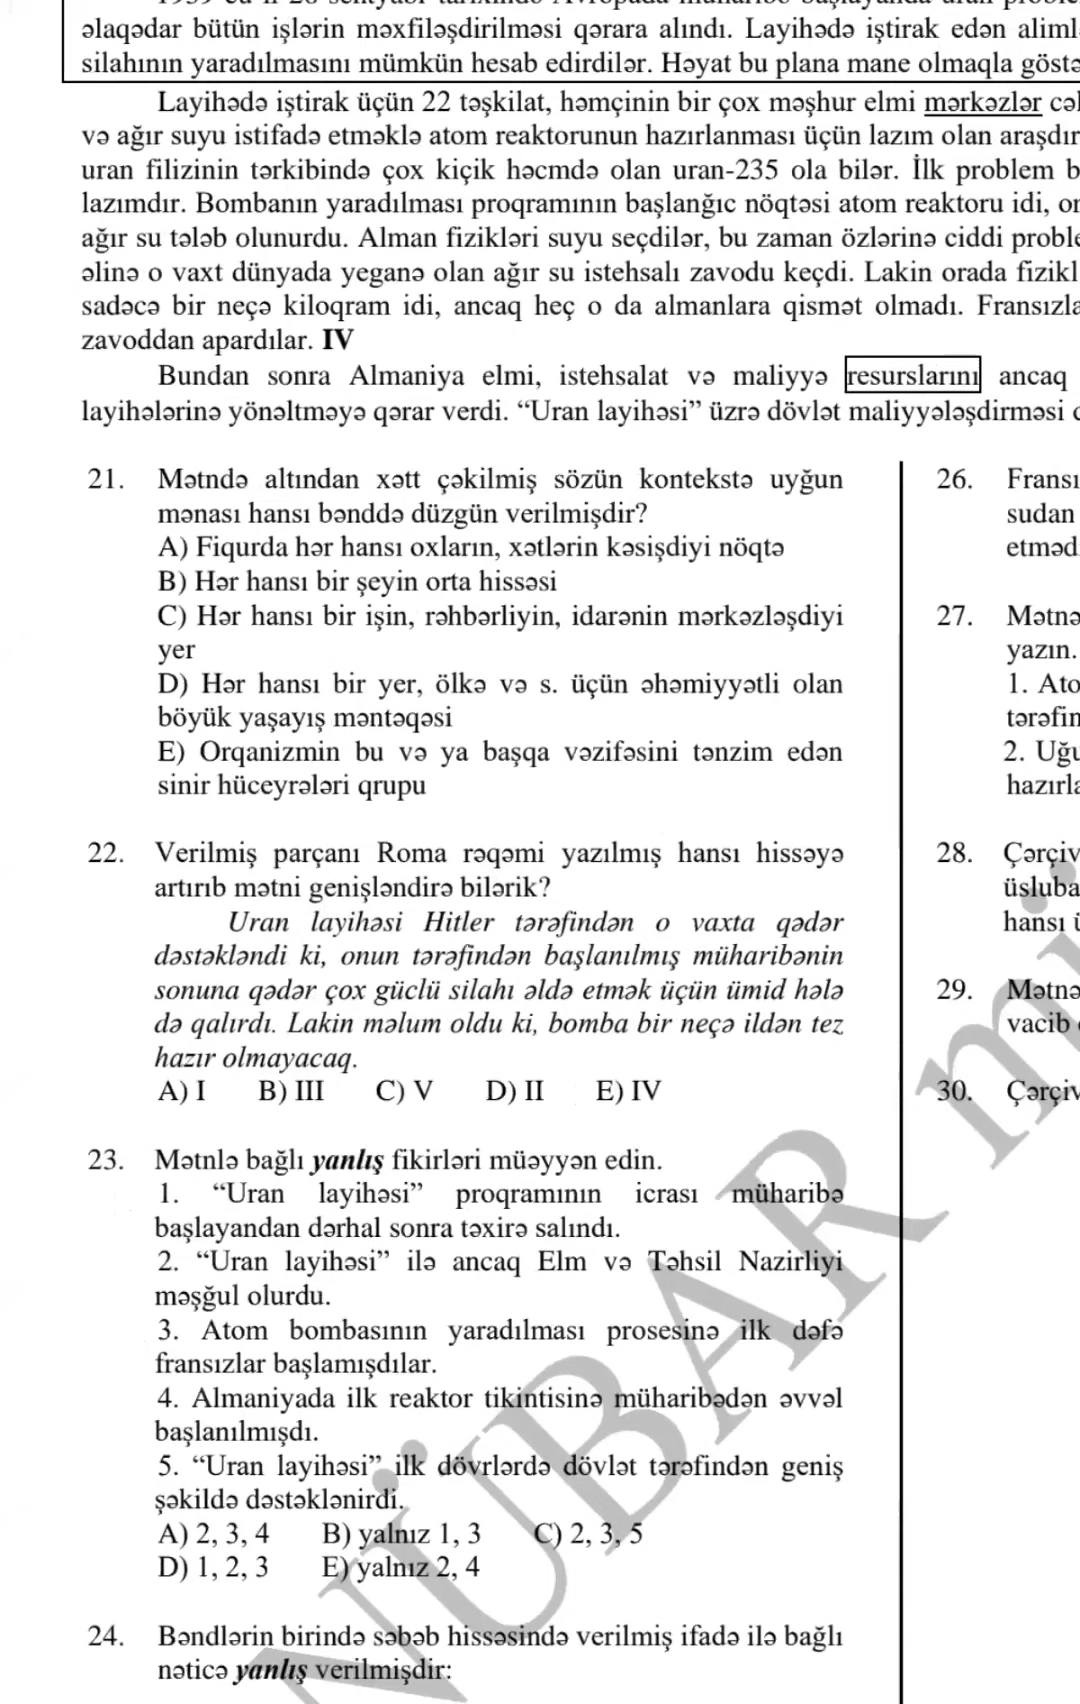 əlaqədar bütün işlərin məxfiləşdirilməsi qərara alındı. Layihədə iştirak edən aliml
silahının yaradılmasını mümkün hesab edirdilər. Həyat bu plana mane olmaqla göstə
Layihədə iştirak üçün 22 təşkilat, həmçinin bir çox məşhur elmi mərkəzlər cəl
və ağır suyu istifadə etməklə atom reaktorunun hazırlanması üçün lazım olan araşdır
uran filizinin tərkibində çox kiçik həcmdə olan uran-235 ola bilər. İlk problem b
lazımdır. Bombanın yaradılması proqramının başlanğıc nöqtəsi atom reaktoru idi, on
ağır su tələb olunurdu. Alman fizikləri suyu seçdilər, bu zaman özlərinə ciddi proble
əlinə o vaxt dünyada yeganə olan ağır su istehsalı zavodu keçdi. Lakin orada fizikl
sadəcə bir neçə kiloqram idi, ancaq heç o da almanlara qismət olmadı. Fransızla
zavoddan apardılar. IV
Bundan sonra Almaniya elmi, istehsalat və maliyyə resurslarını ancaq
layihələrinə yönəltməyə qərar verdi. “Uran layihəsi” üzrə dövlət maliyyələşdirməsi
21. Mətndə altından xətt çəkilmiş sözün kontekstə uyğun
mənası hansı bənddə düzgün verilmişdir?
A) Fiqurda hər hansı oxların, xətlərin kəsişdiyi nöqtə
B) Hər hansı bir şeyin orta hissəsi
C) Hər hansı bir işin, rəhbərliyin, idarənin mərkəzləşdiyi
yer
D) Hər hansı bir yer, ölkə və s. üçün əhəmiyyətli olan
böyük yaşayış məntəqəsi
E) Orqanizmin bu və ya başqa vəzifəsini tənzim edən
sinir hüceyrələri qrupu
22. Verilmiş parçanı Roma rəqəmi yazılmış hansı hissəyə
artırıb mətni genişləndirə bilərik?
Uran layihəsi Hitler tərəfindən o vaxta qədər
dəstəkləndi ki, onun tərəfindən başlanılmış müharibənin
sonuna qədər çox güclü silahı əldə etmək üçün ümid hələ
də qalırdı. Lakin məlum oldu ki, bomba bir neçə ildən tez
hazır olmayacaq.
A) I B) III C) V D) II E) IV
23. Mətnlə bağlı yanlış fikirləri müəyyən edin.
1. “Uran layihəsi” proqramının icrası müharibə
başlayandan dərhal sonra təxirə salındı.
2. “Uran layihəsi” ilə ancaq Elm və Təhsil Nazirliyi
məşğul olurdu.
3. Atom bombasının yaradılması prosesinə ilk dəfə
fransızlar başlamışdılar.
4. Almaniyada ilk reaktor tikintisinə müharibədən əvvəl
başlanılmışdı.
5. “Uran layihəsi” ilk dövrlərdə dövlət tərəfindən geniş
şəkildə dəstəklənirdi.
A) 2, 3, 4 B) yalnız 1, 3 C) 2, 3, 5
D) 1, 2, 3 E) yalnız 2, 4
24. Bəndlərin birində səbəb hissəsində verilmiş ifadə ilə bağlı
nəticə yanlış verilmişdir:
26. Fransı
sudan
etməd
27. Mətnə
yazın.
1. Ato
tərəfin
2. Uğu
hazırla
28. Çərçiv
üsluba
hansı
29. Mətnə
vacib
30. Çərçiv
NÜBAR mi